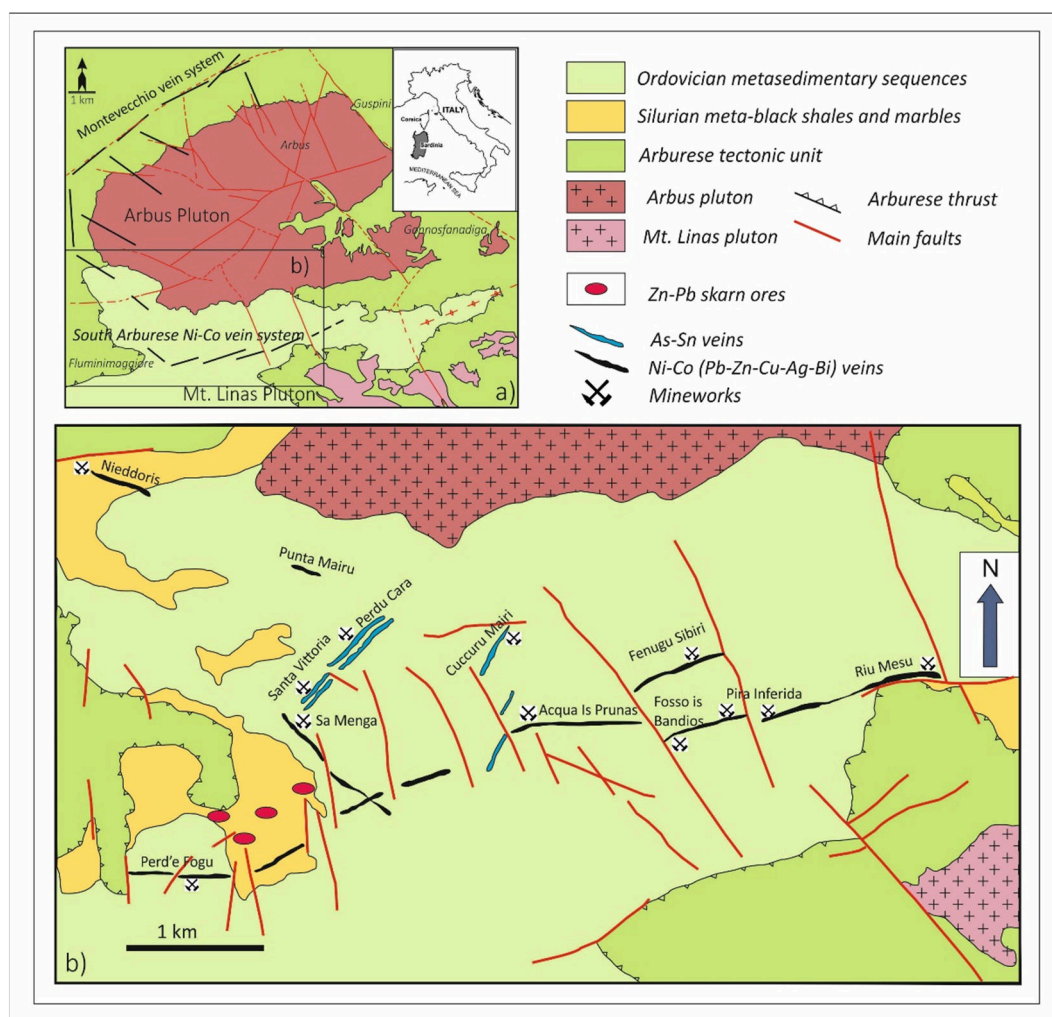 Montevecchio vein system
1 km
Guspini
Arbus
Arbus Pluton
Gonnosfanadiga
b)
South Arburese Ni-Co vein system
Fluminimaggiore
Mt. Linas Pluton
a)
ITALY
Corsica
Sardinia
MEDITERRANEAN SEA
Ordovician metasedimentary sequences
Silurian meta-black shales and marbles
Arburese tectonic unit
Arbus pluton
Arburese thrust
Mt. Linas pluton
Main faults
Zn-Pb skarn ores
As-Sn veins
Ni-Co (Pb-Zn-Cu-Ag-Bi) veins
Mineworks
Nieddoris
N
Punta Mairu
Perdu Cara
Santa Vittoria
Cuccuru Mairi
Fenugu Sibiri
Riu Mesu
Sa Menga
Acqua Is Prunas
Fosso is
Bandios
Pira Inferida
Perd'e Fogu
1 km
b)